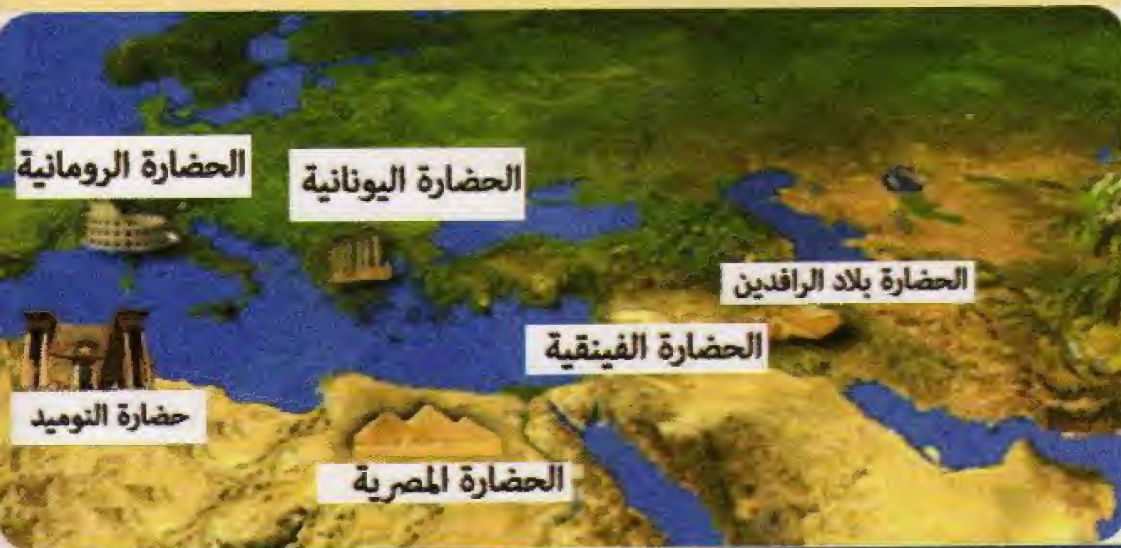 الحضارة الرومانية
الحضارة اليونانية
الحضارة بلاد الرافدين
الحضارة الفينقية
حضارة النوميد
الحضارة المصرية